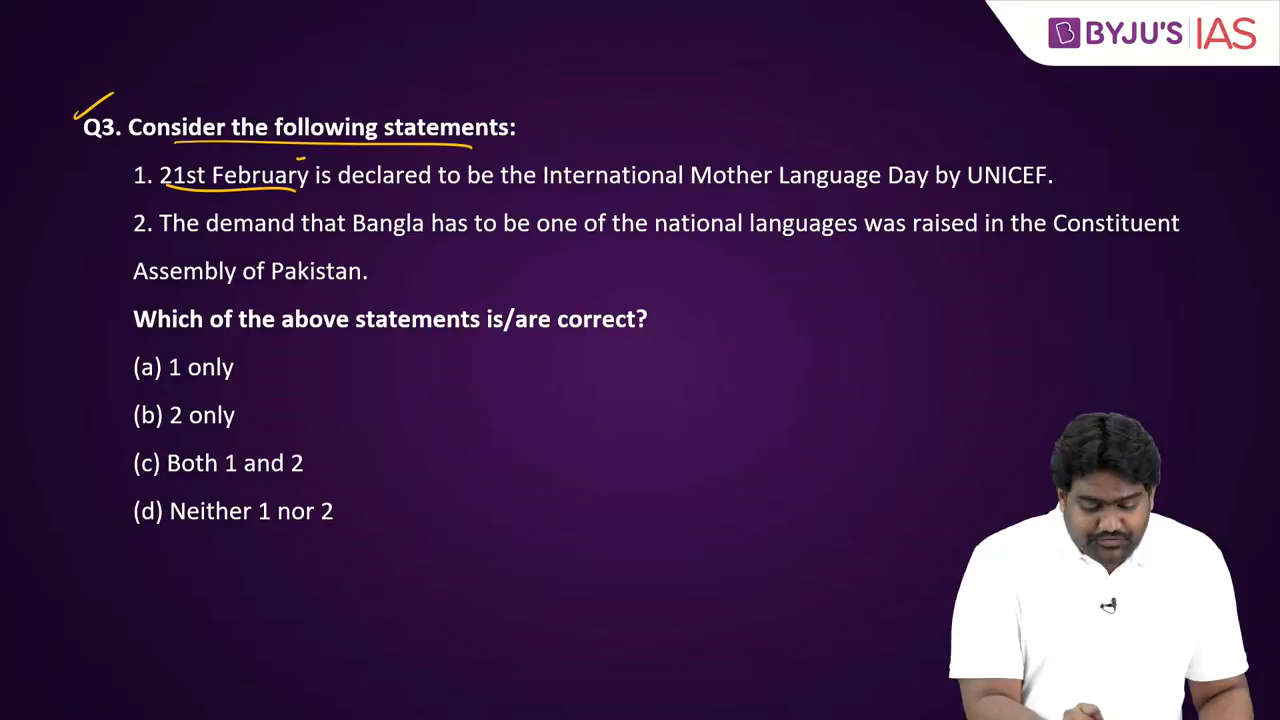 BYJU'S IAS
Q3. Consider the following statements:
1. 21st February is declared to be the International Mother Language Day by UNICEF.
2. The demand that Bangla has to be one of the national languages was raised in the Constituent
Assembly of Pakistan.
Which of the above statements is/are correct?
(a) 1 only
(b) 2 only
(c) Both 1 and 2
(d) Neither 1 nor 2